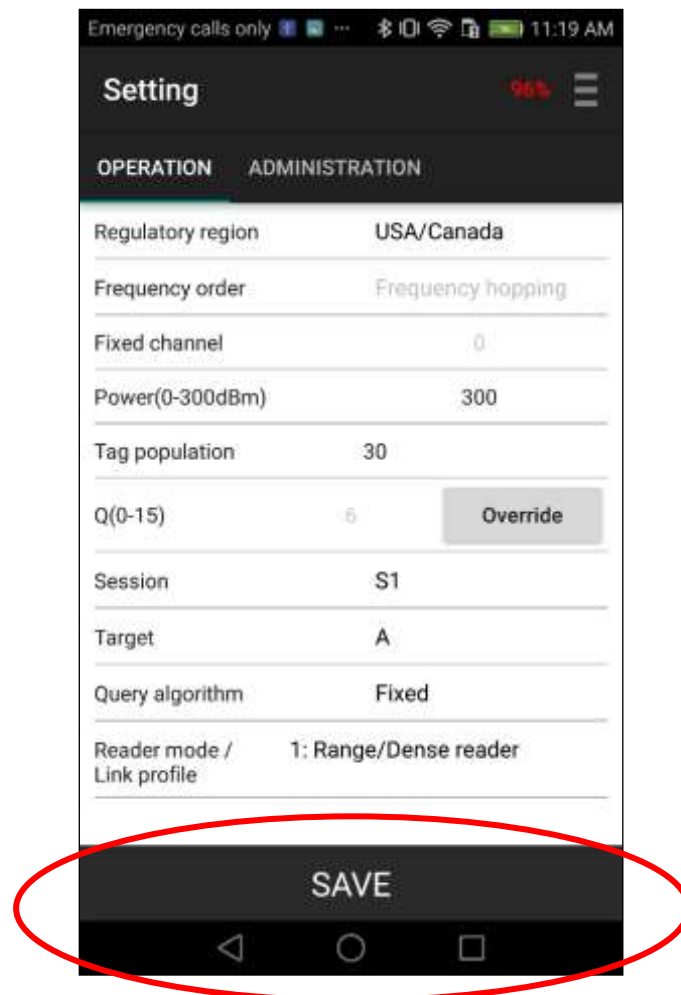 Emergency calls only ... 11:19 AM
Setting 96%
OPERATION ADMINISTRATION
Regulatory region USA/Canada
Frequency order Frequency hopping
Fixed channel 0
Power(0-300dBm) 300
Tag population 30
Q(0-15) 6 Override
Session S1
Target A
Query algorithm Fixed
Reader mode / 1: Range/Dense reader
Link profile
SAVE